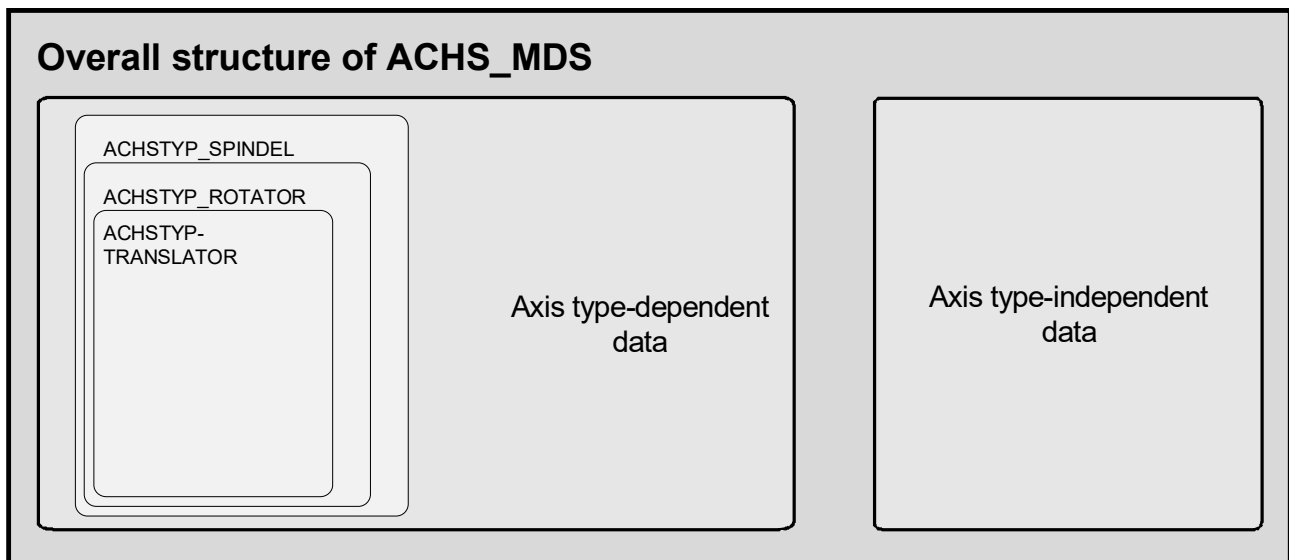 Overall structure of ACHS_MDS
ACHSTYP_SPINDEL
ACHSTYP_ROTATOR
ACHSTYP-
TRANSLATOR
Axis type-dependent
data
Axis type-independent
data